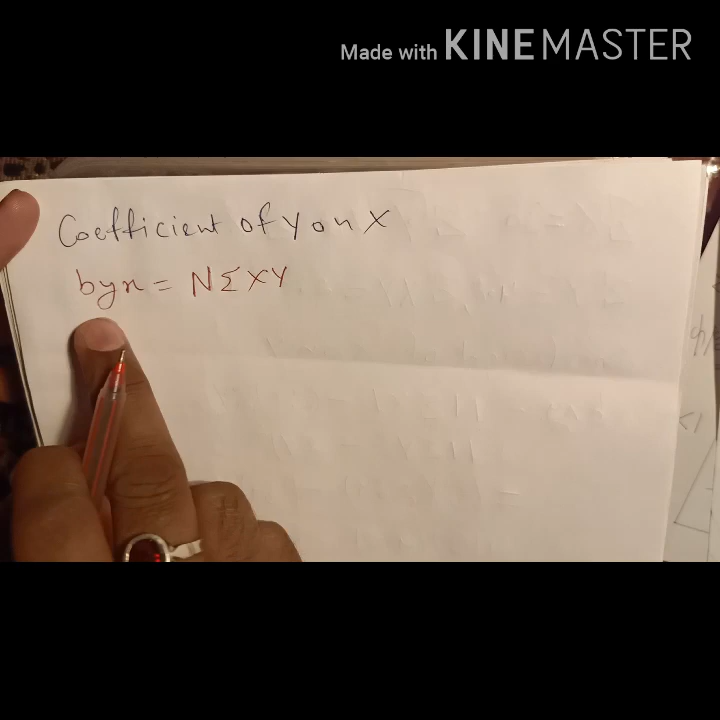 Made with KINEMASTER
Coefficient of Y on X
byx = NΣXY